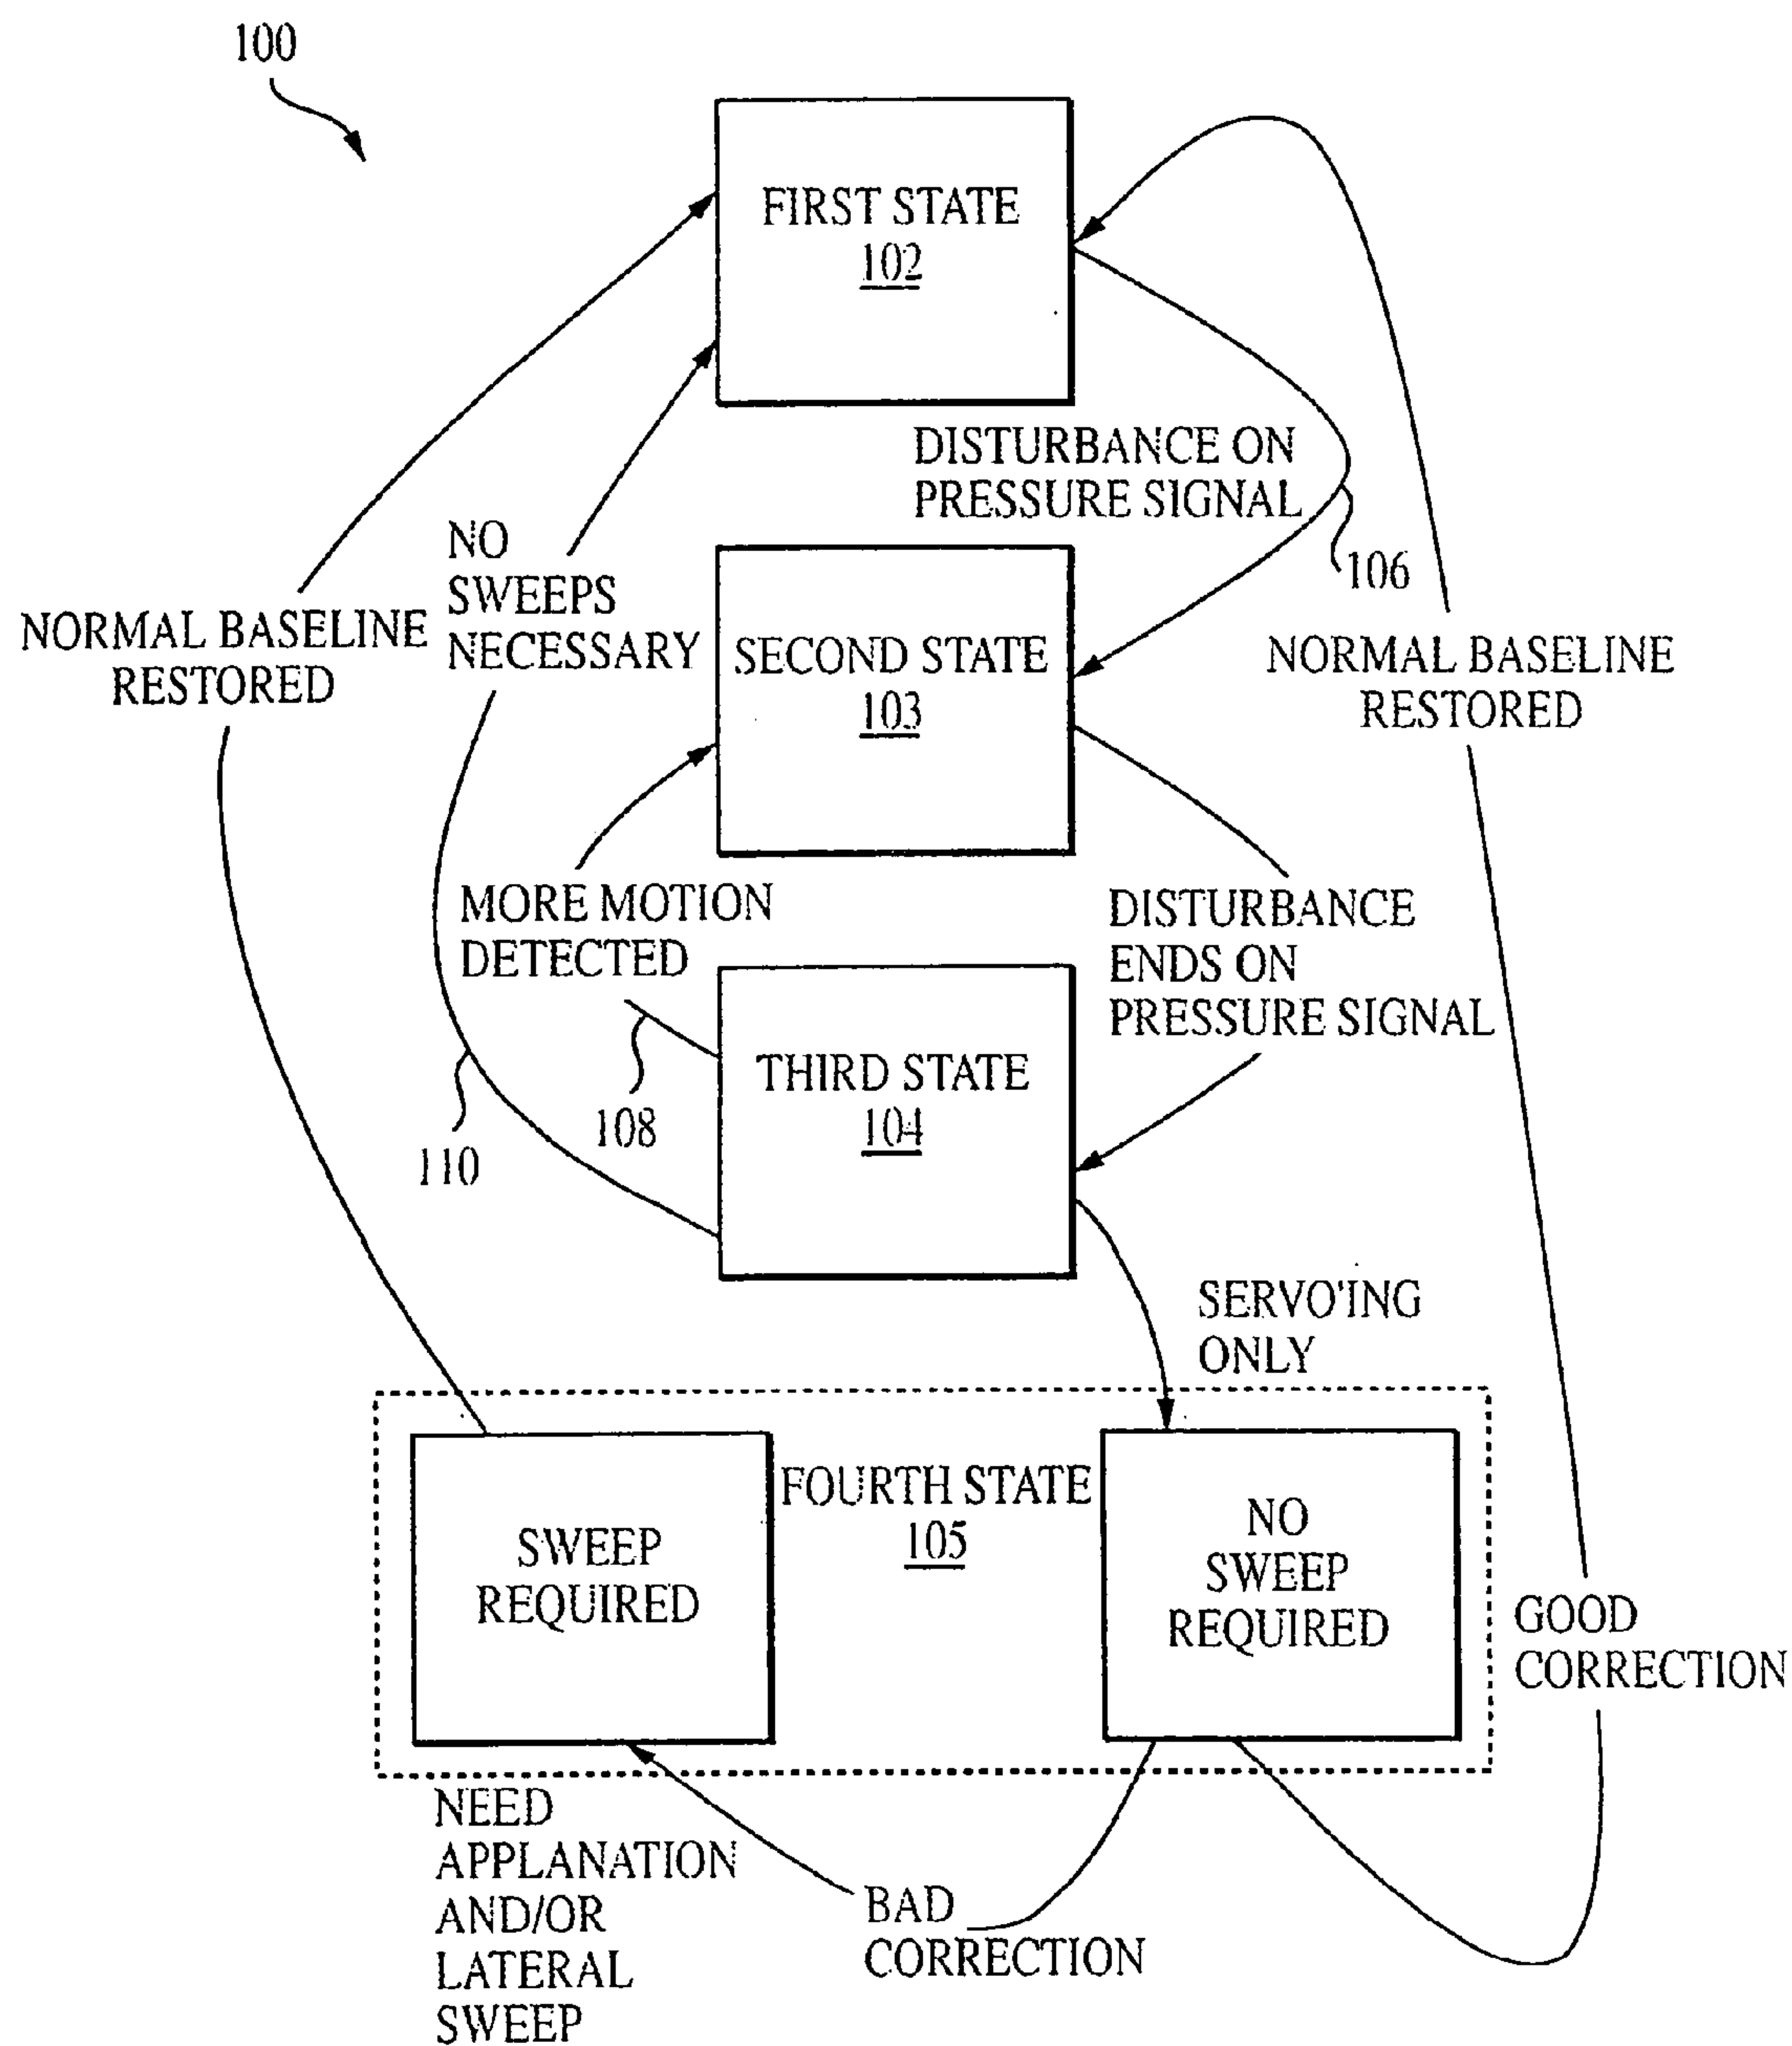 100
FIRST STATE
102
DISTURBANCE ON
PRESSURE SIGNAL
106
NO
SWEEPS
NECESSARY
NORMAL BASELINE
RESTORED
SECOND STATE
103
NORMAL BASELINE
RESTORED
MORE MOTION
DETECTED
DISTURBANCE
ENDS ON
PRESSURE SIGNAL
THIRD STATE
104
108
110
SERVO'ING
ONLY
FOURTH STATE
105
SWEEP
REQUIRED
NO
SWEEP
REQUIRED
GOOD
CORRECTION
NEED
APPLANATION
AND/OR
LATERAL
SWEEP
BAD
CORRECTION